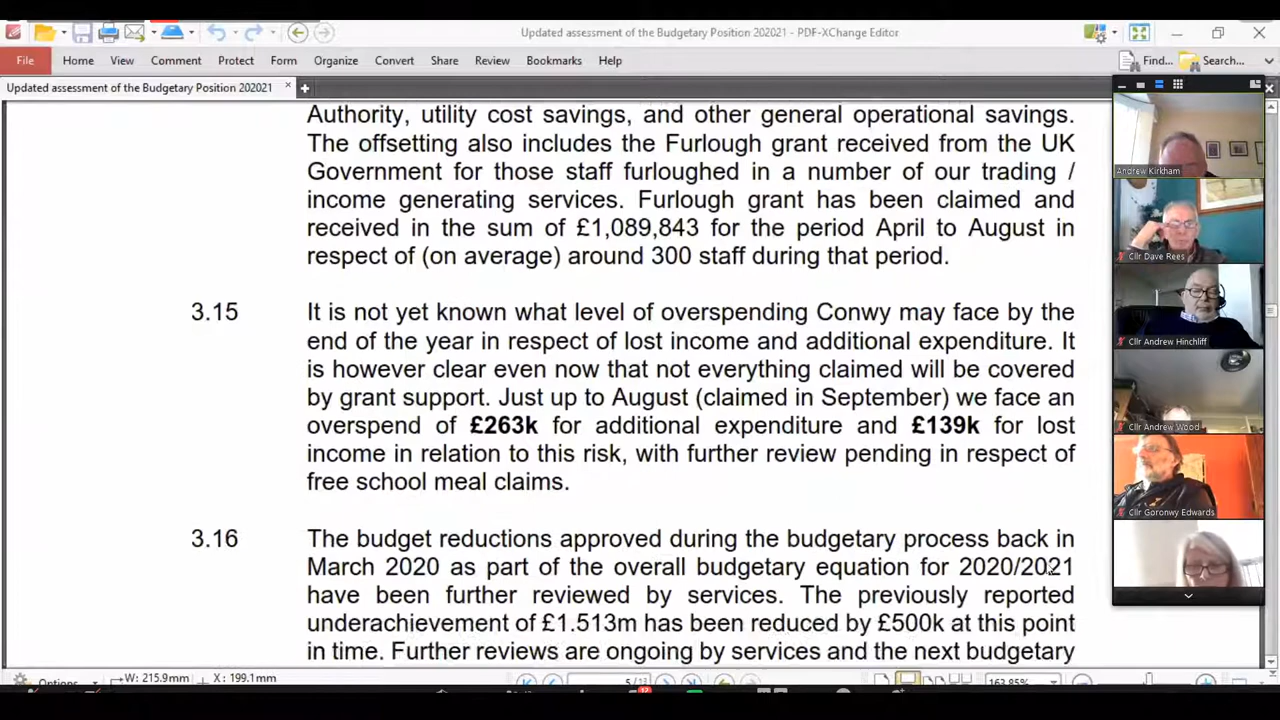 Updated assessment of the Budgetary Position 202021 - PDF-XChange Editor
File Home View Comment Protect Form Organize Convert Share Review Bookmarks Help Find... Search...
Updated assessment of the Budgetary Position 202021
Authority, utility cost savings, and other general operational savings.
The offsetting also includes the Furlough grant received from the UK
Government for those staff furloughed in a number of our trading /
income generating services. Furlough grant has been claimed and
received in the sum of £1,089,843 for the period April to August in
respect of (on average) around 300 staff during that period.
3.15 It is not yet known what level of overspending Conwy may face by the
end of the year in respect of lost income and additional expenditure. It
is however clear even now that not everything claimed will be covered
by grant support. Just up to August (claimed in September) we face an
overspend of £263k for additional expenditure and £139k for lost
income in relation to this risk, with further review pending in respect of
free school meal claims.
3.16 The budget reductions approved during the budgetary process back in
March 2020 as part of the overall budgetary equation for 2020/2021
have been further reviewed by services. The previously reported
underachievement of £1.513m has been reduced by £500k at this point
in time. Further reviews are ongoing by services and the next budgetary
Andrew Kirkham
Cllr Dave Rees
Cllr Andrew Hinchliff
Cllr Andrew Wood
Cllr Goronwy Edwards
Options W: 215.9mm X: 199.1mm 5/13 163.85%